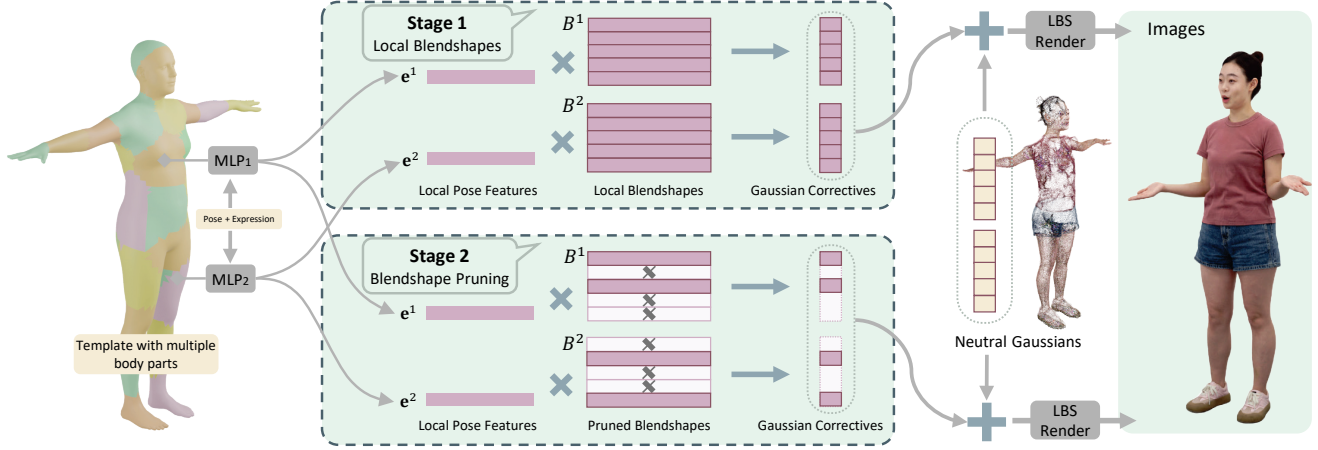 Stage 1
Local Blendshapes
B¹
e¹
B²
e²
Local Pose Features
Local Blendshapes
Gaussian Correctives
MLP₁
Pose + Expression
MLP₂
Template with multiple
body parts
Stage 2
Blendshape Pruning
B¹
e¹
B²
e²
Local Pose Features
Pruned Blendshapes
Gaussian Correctives
LBS
Render
Neutral Gaussians
LBS
Render
Images